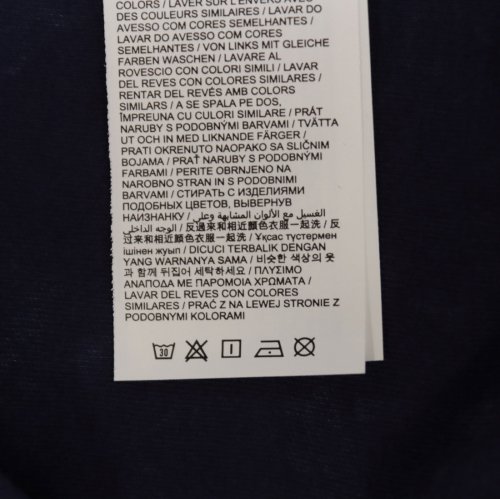 COLORS / LAVER SUR L'ENVERS AVEC
DES COULEURS SIMILAIRES / LAVAR DO
AVESSO COM CORES SEMELHANTES /
LAVAR DO AVESSO COM CORES
SEMELHANTES / VON LINKS MIT GLEICHE
FARBEN WASCHEN / LAVARE AL
ROVESCIO CON COLORI SIMILI / LAVAR
DEL REVES CON COLORES SIMILARES /
RENTAR DEL REVÉS AMB COLORS
SIMILARS / A SE SPALA PE DOS,
ÎMPREUNA CU CULORI SIMILARE / PRÁT
NARUBY S PODOBNÝMI BARVAMI / TVÄTTA
UT OCH IN MED LIKNANDE FÄRGER /
PRATI OKRENUTO NAOPAKO SA SLIČNIM
BOJAMA / PRAŤ NARUBY S PODOBNÝMI
FARBAMI / PERITE OBRNJENO NA
NAROBNO STRAN IN S PODOBNIMI
BARVAMI / СТИРАТЬ С ИЗДЕЛИЯМИ
ПОДОБНЫХ ЦВЕТОВ, ВЫВЕРНУВ
НАИЗНАНКУ / الغسيل مع الألوان المشابهة وعلى
الوجه الداخلي / 反過來和相近顏色衣服一起洗 / 反
过来和相近颜色衣服一起洗 / Ұқсас түстермен
ішінен жуып / DICUCI TERBALIK DENGAN
YANG WARNANYA SAMA / 비슷한 색상의 옷
과 함께 뒤집어 세탁하세요 / ΠΛΥΣΙΜΟ
ΑΝΑΠΟΔΑ ΜΕ ΠΑΡΟΜΟΙΑ ΧΡΩΜΑΤΑ /
LAVAR DEL REVES CON COLORES
SIMILARES / PRAĆ Z NA LEWEJ STRONIE Z
PODOBNYMI KOLORAMI
30